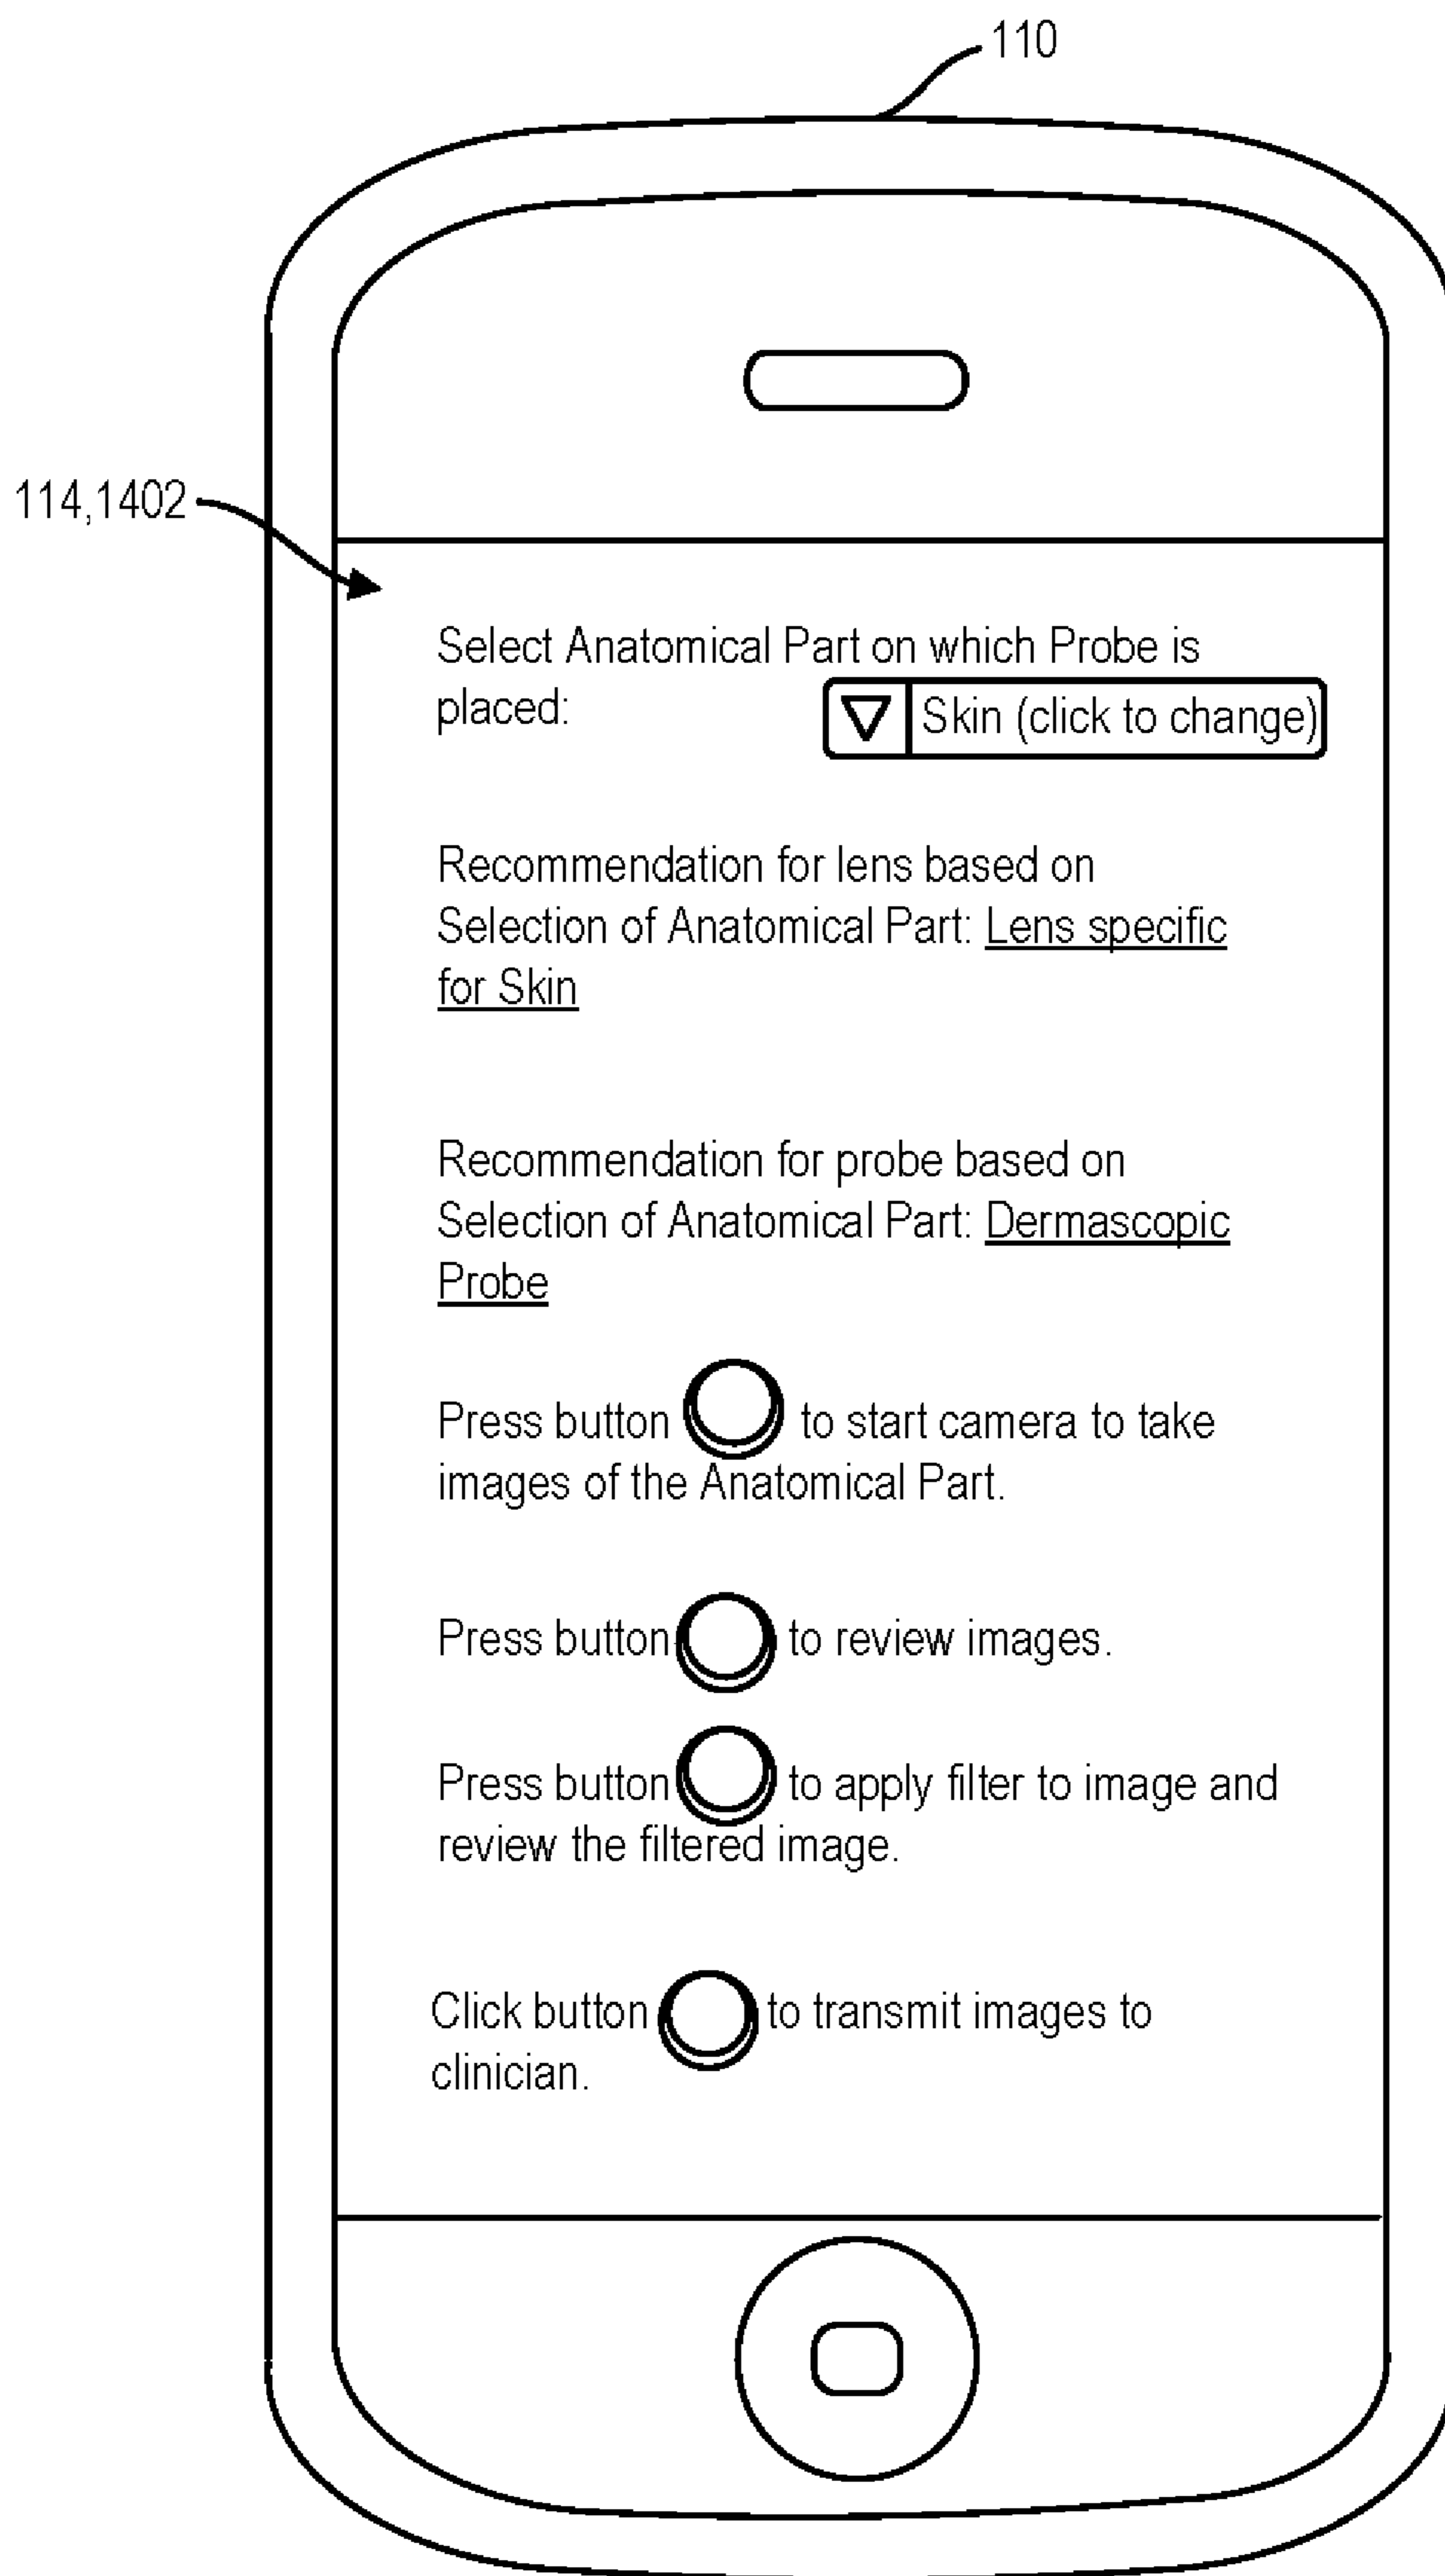 110
114,1402
Select Anatomical Part on which Probe is
placed:
Skin (click to change)
Recommendation for lens based on
Selection of Anatomical Part: Lens specific
for Skin
Recommendation for probe based on
Selection of Anatomical Part: Dermascopic
Probe
Press button to start camera to take
images of the Anatomical Part.
Press button to review images.
Press button to apply filter to image and
review the filtered image.
Click button to transmit images to
clinician.